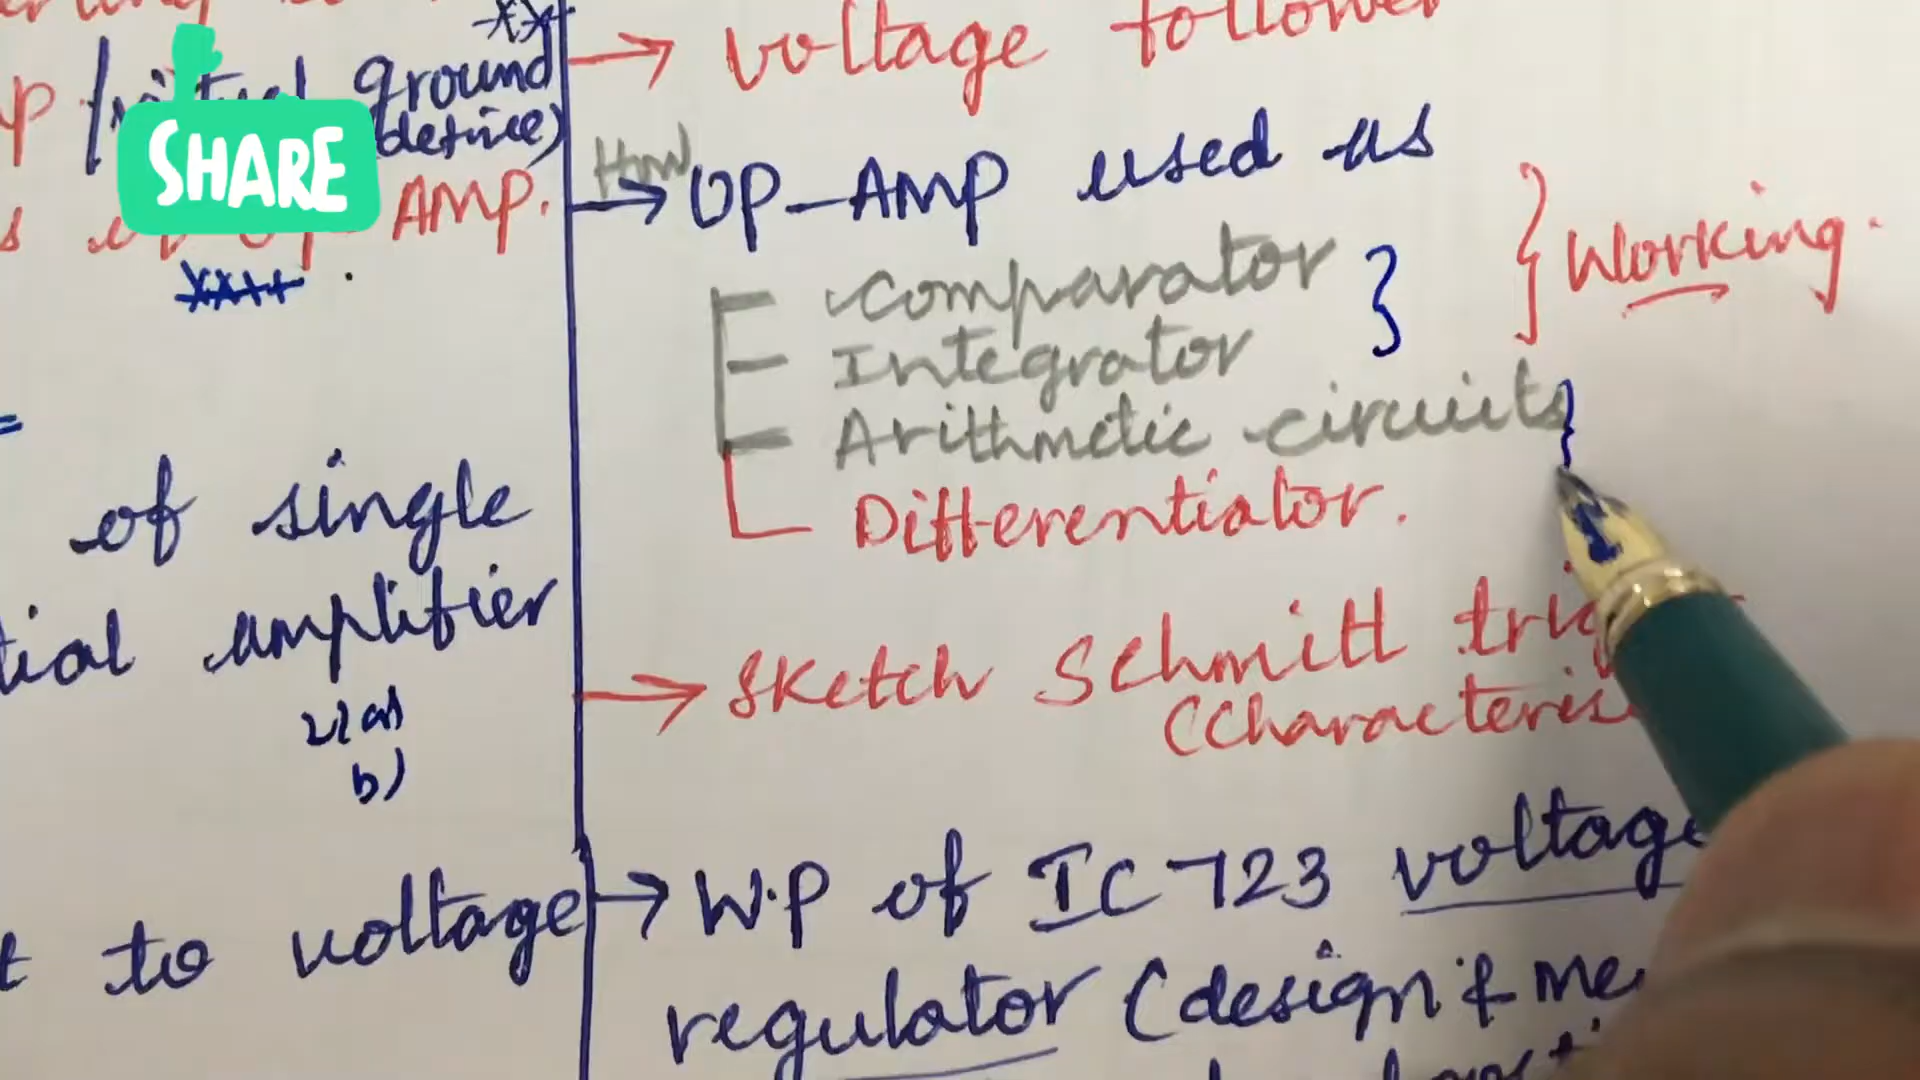 voltage follower
ground
define)
SHARE
AMP.
How OP-AMP used as
comparator
Integrator
Arithmetic circuits
Differentiator.
Working.
of single
amplifier
b)
sketch Schmitt
W.P of IC 723 voltage
to voltage
regulator (design &